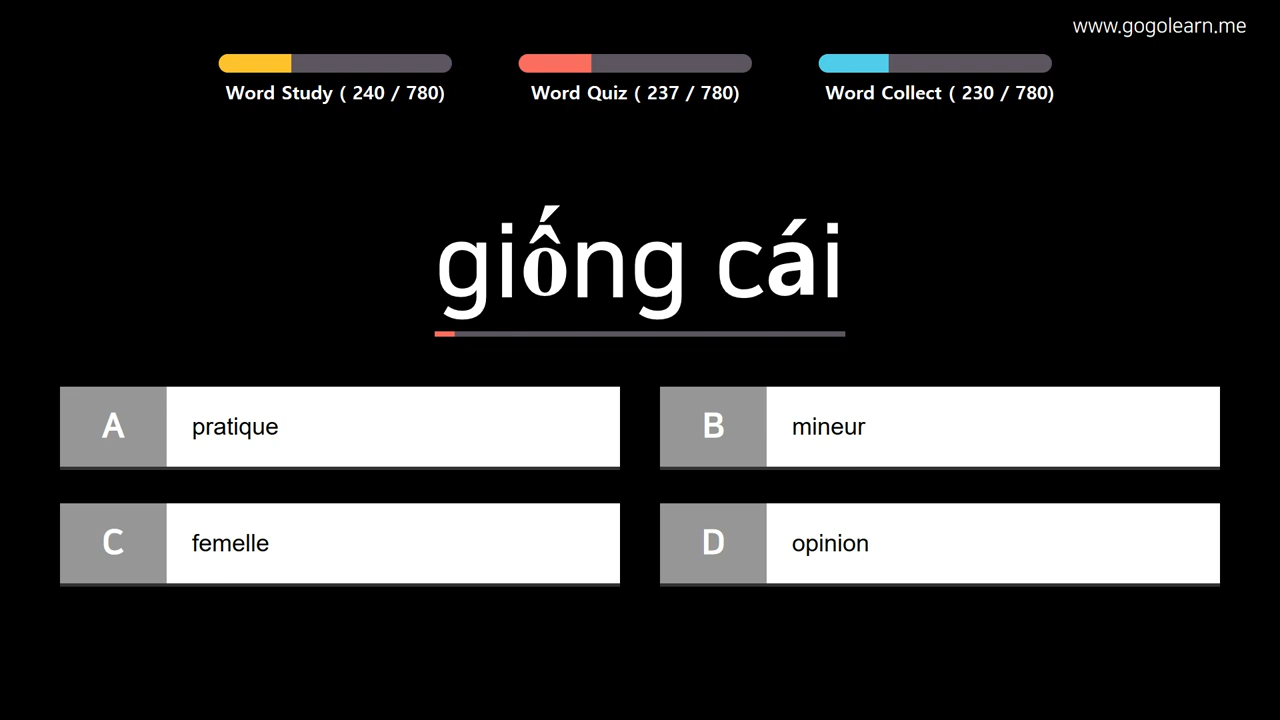 www.gogolearn.me
Word Study ( 240 / 780)
Word Quiz ( 237 / 780)
Word Collect ( 230 / 780)
giống cái
A
pratique
B
mineur
C
femelle
D
opinion